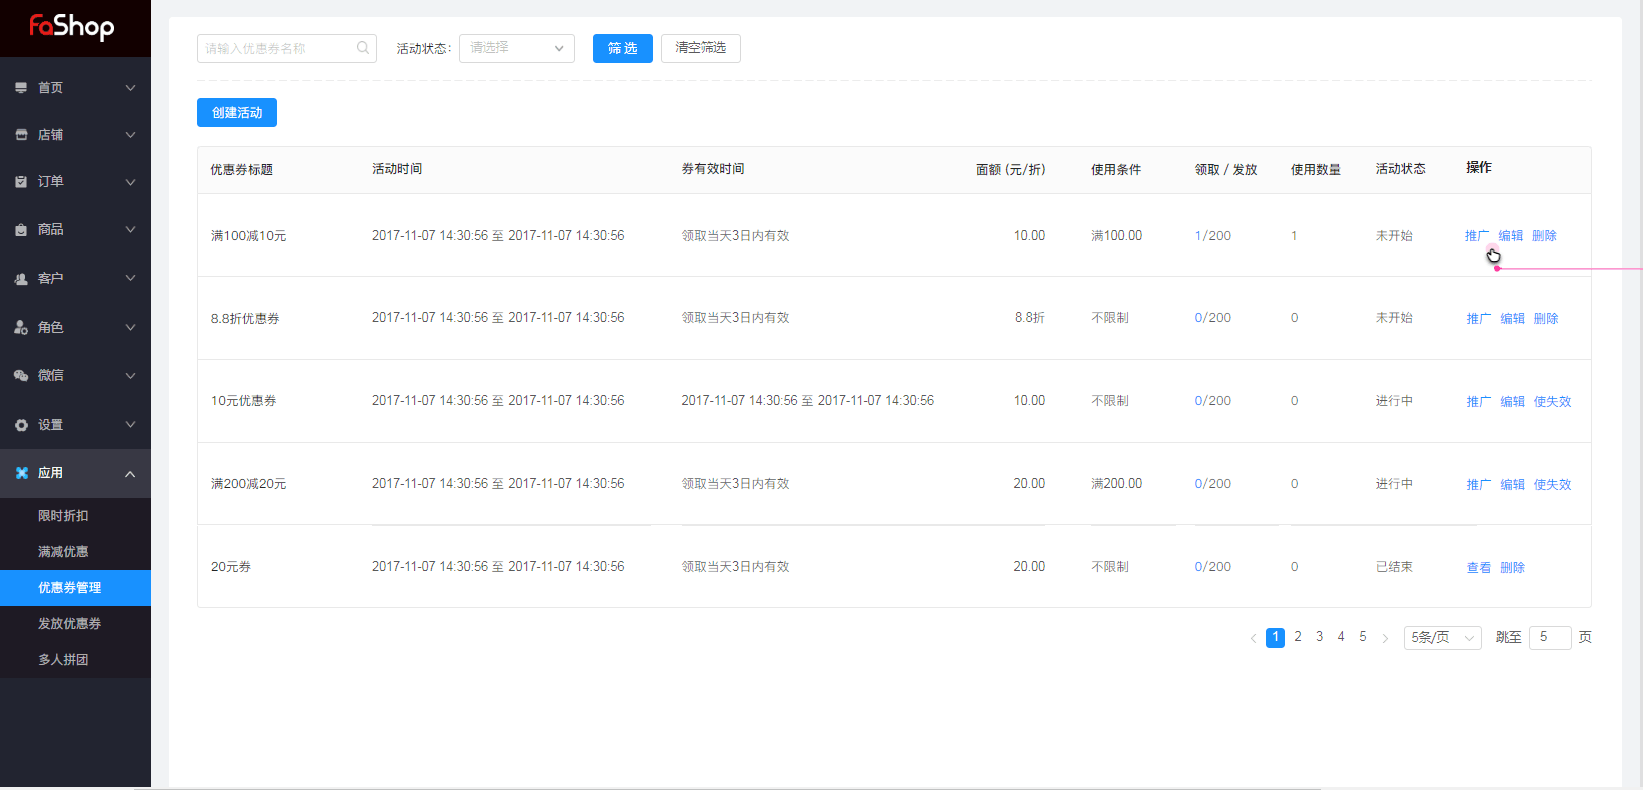 FaShop
首页
店铺
订单
商品
客户
角色
微信
设置
应用
限时折扣
满减优惠
优惠券管理
发放优惠券
多人拼团
请输入优惠券名称 活动状态: 请选择 筛 选 清空筛选
创建活动
优惠券标题 活动时间 券有效时间 面额 (元/折) 使用条件 领取 / 发放 使用数量 活动状态 操作
满100减10元 2017-11-07 14:30:56 至 2017-11-07 14:30:56 领取当天3日内有效 10.00 满100.00 1/200 1 未开始 推广 编辑 删除
8.8折优惠券 2017-11-07 14:30:56 至 2017-11-07 14:30:56 领取当天3日内有效 8.8折 不限制 0/200 0 未开始 推广 编辑 删除
10元优惠券 2017-11-07 14:30:56 至 2017-11-07 14:30:56 2017-11-07 14:30:56 至 2017-11-07 14:30:56 10.00 不限制 0/200 0 进行中 推广 编辑 使失效
满200减20元 2017-11-07 14:30:56 至 2017-11-07 14:30:56 领取当天3日内有效 20.00 满200.00 0/200 0 进行中 推广 编辑 使失效
20元券 2017-11-07 14:30:56 至 2017-11-07 14:30:56 领取当天3日内有效 20.00 不限制 0/200 0 已结束 查看 删除
1 2 3 4 5 5条/页 跳至 5 页